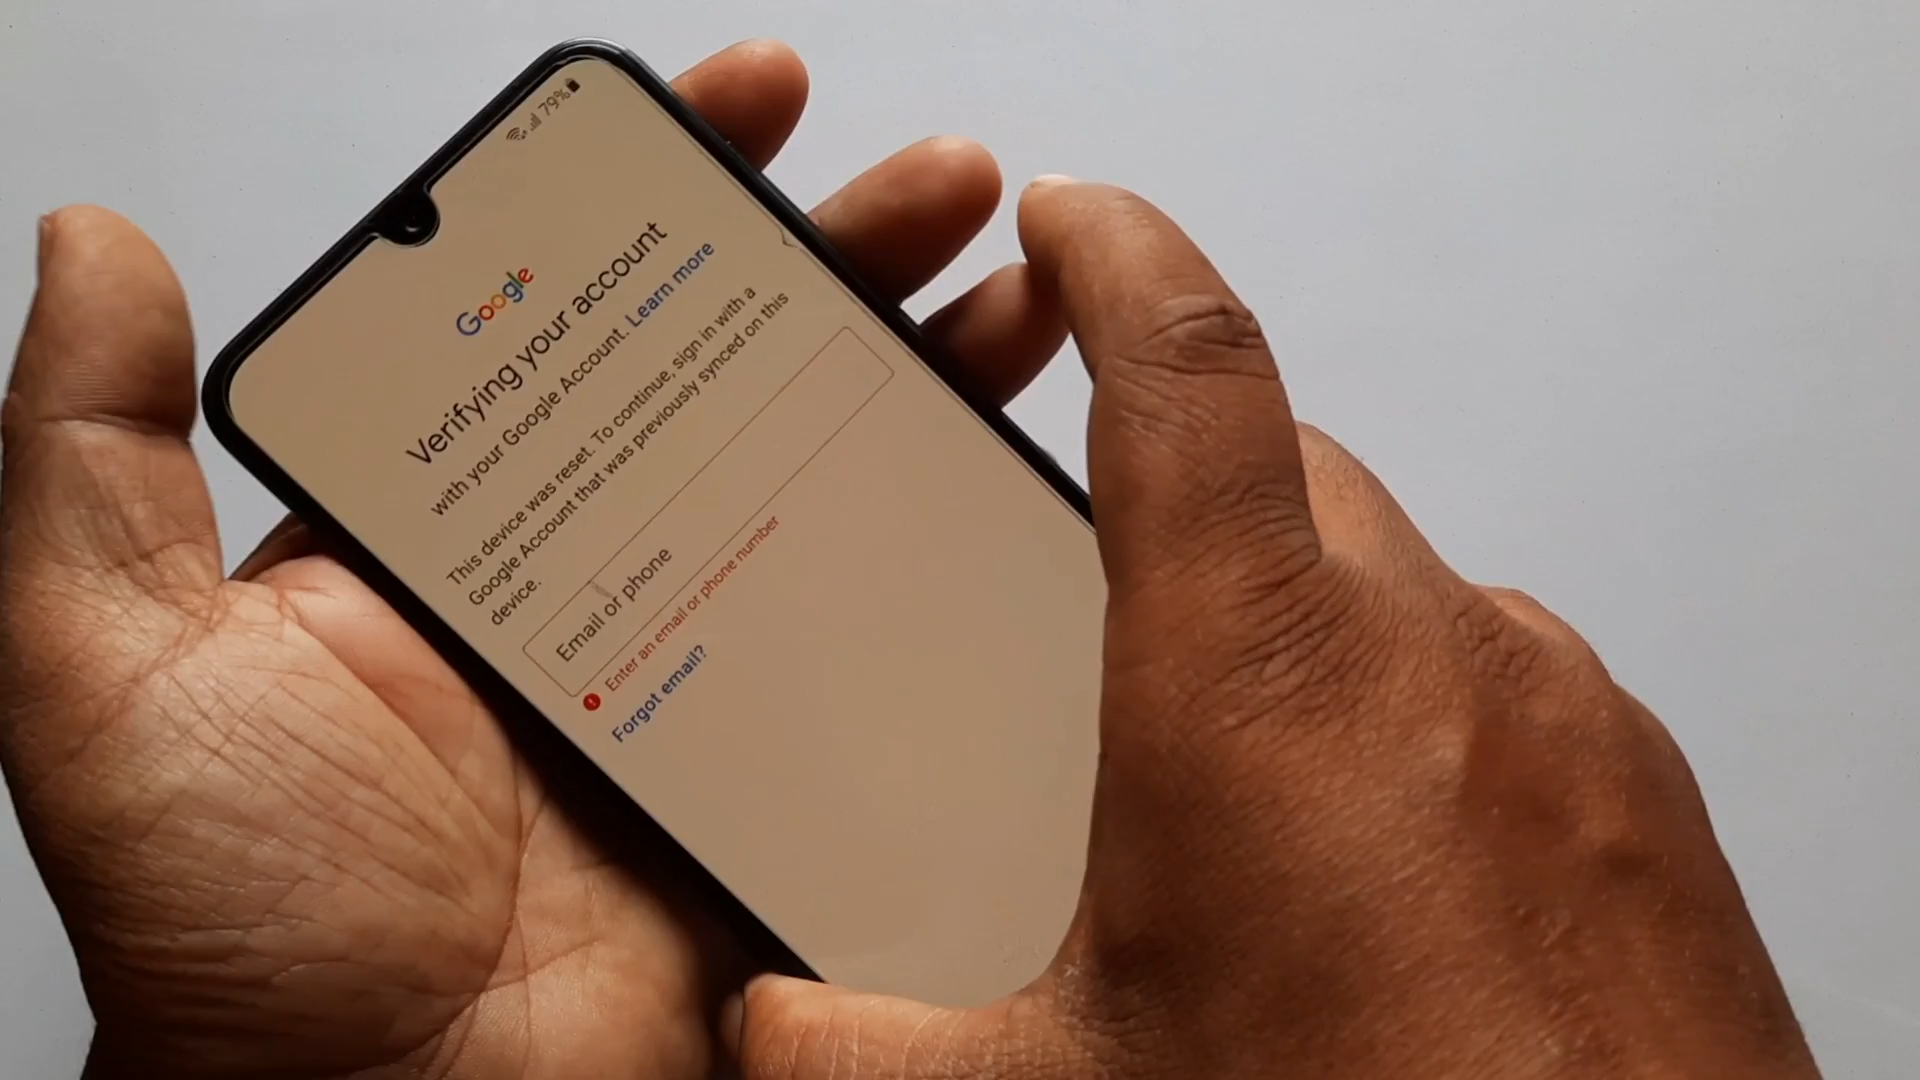 79%
Google
Verifying your account
with your Google Account. Learn more
This device was reset. To continue, sign in with a
Google Account that was previously synced on this
device.
Email or phone
Enter an email or phone number
Forgot email?